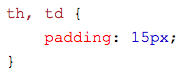 th, td {
    padding: 15px;
}